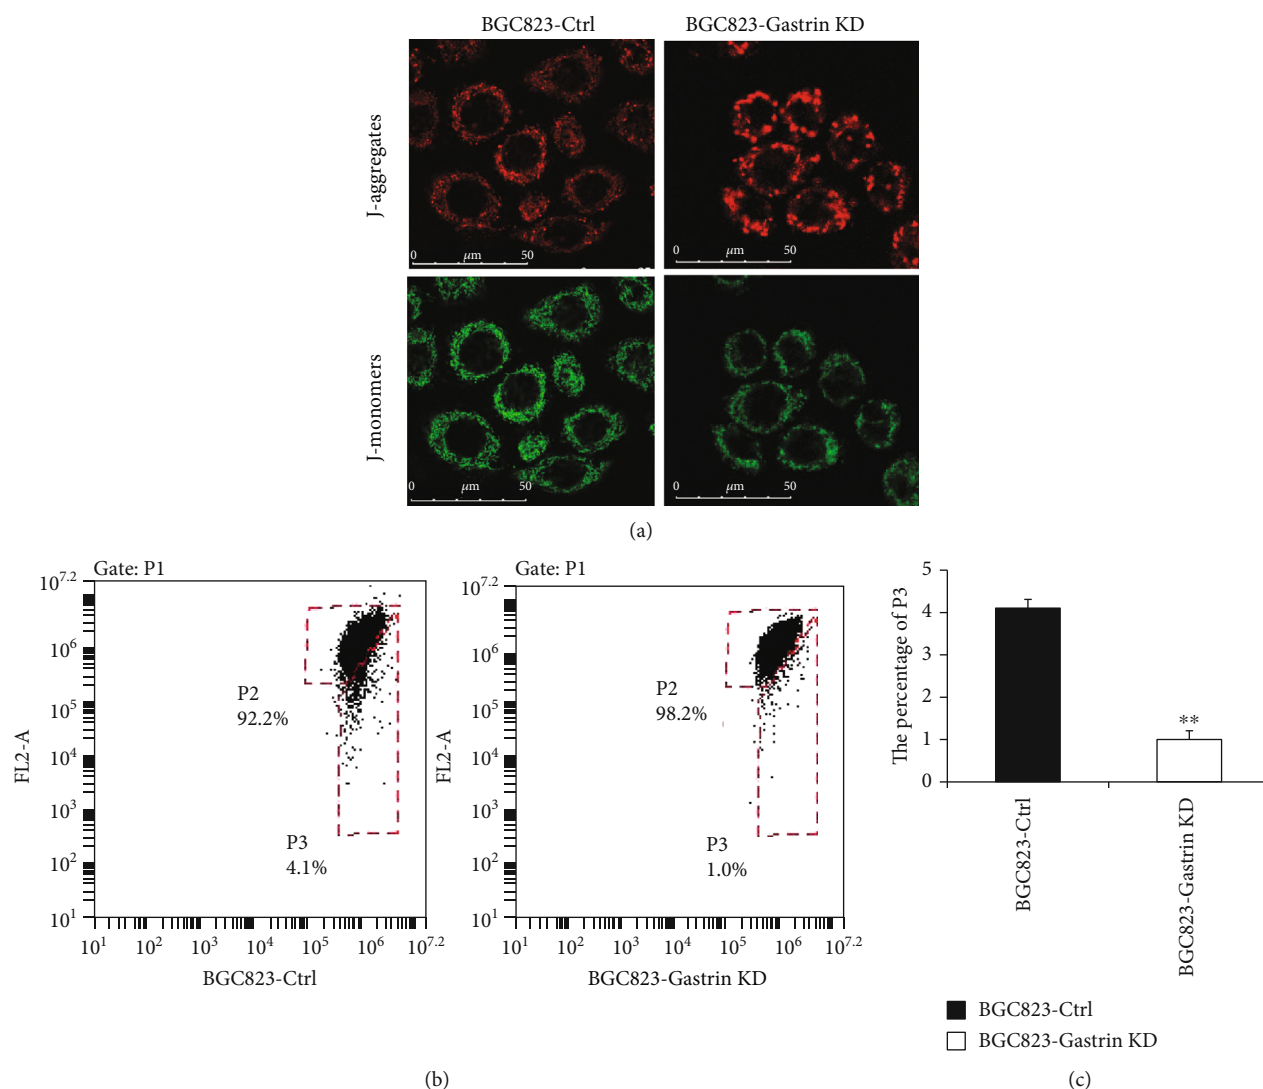 BGC823-Ctrl BGC823-Gastrin KD
J-aggregates
0 μm 50
0 μm 50
J-monomers
0 μm 50
0 μm 50
(a)
Gate: P1
10^7.2
10^6
10^5
10^4
10^3
10^2
10^1
FL2-A
P2
92.2%
P3
4.1%
10^1 10^2 10^3 10^4 10^5 10^6 10^7.2
BGC823-Ctrl
Gate: P1
10^7.2
10^6
10^5
10^4
10^3
10^2
10^1
FL2-A
P2
98.2%
P3
1.0%
10^1 10^2 10^3 10^4 10^5 10^6 10^7.2
BGC823-Gastrin KD
(b)
The percentage of P3
5
4
3
2
1
0
**
BGC823-Ctrl
BGC823-Gastrin KD
BGC823-Ctrl
BGC823-Gastrin KD
(c)